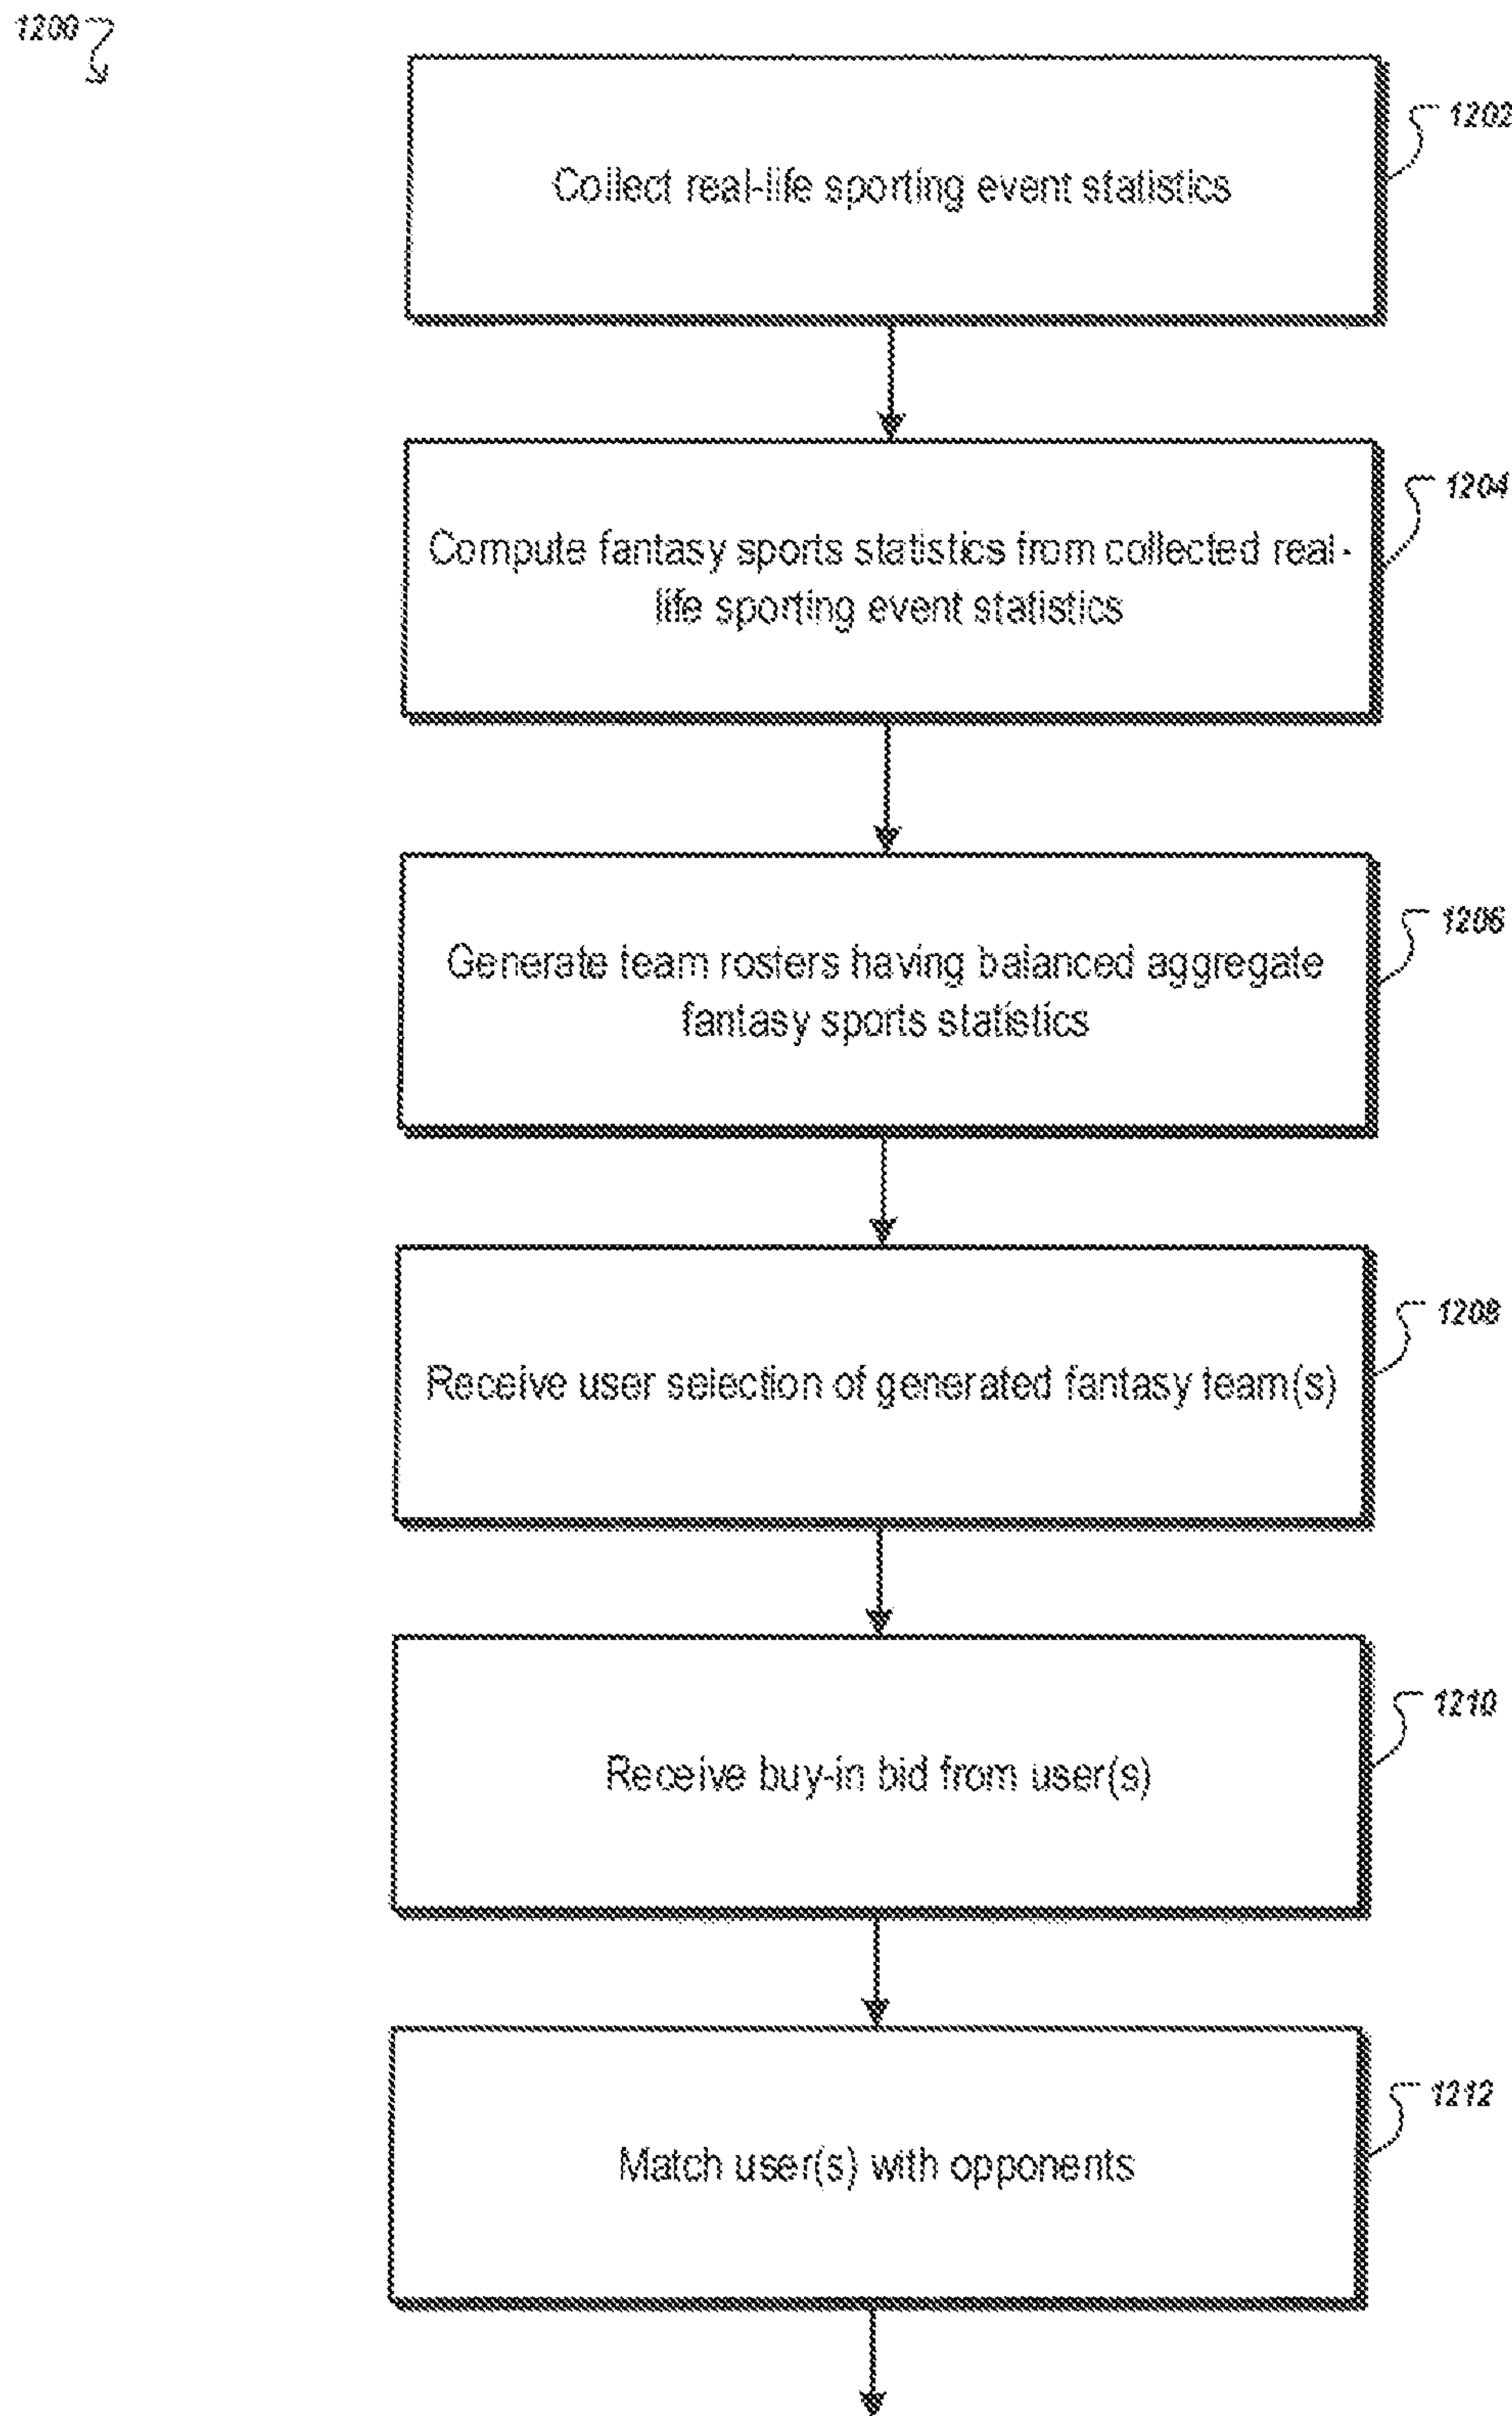 1200
Collect real-life sporting event statistics
1202
Compute fantasy sports statistics from collected real-
life sporting event statistics
1204
Generate team rosters having balanced aggregate
fantasy sports statistics
1206
Receive user selection of generated fantasy team(s)
1208
Receive buy-in bid from user(s)
1210
Match user(s) with opponents
1212